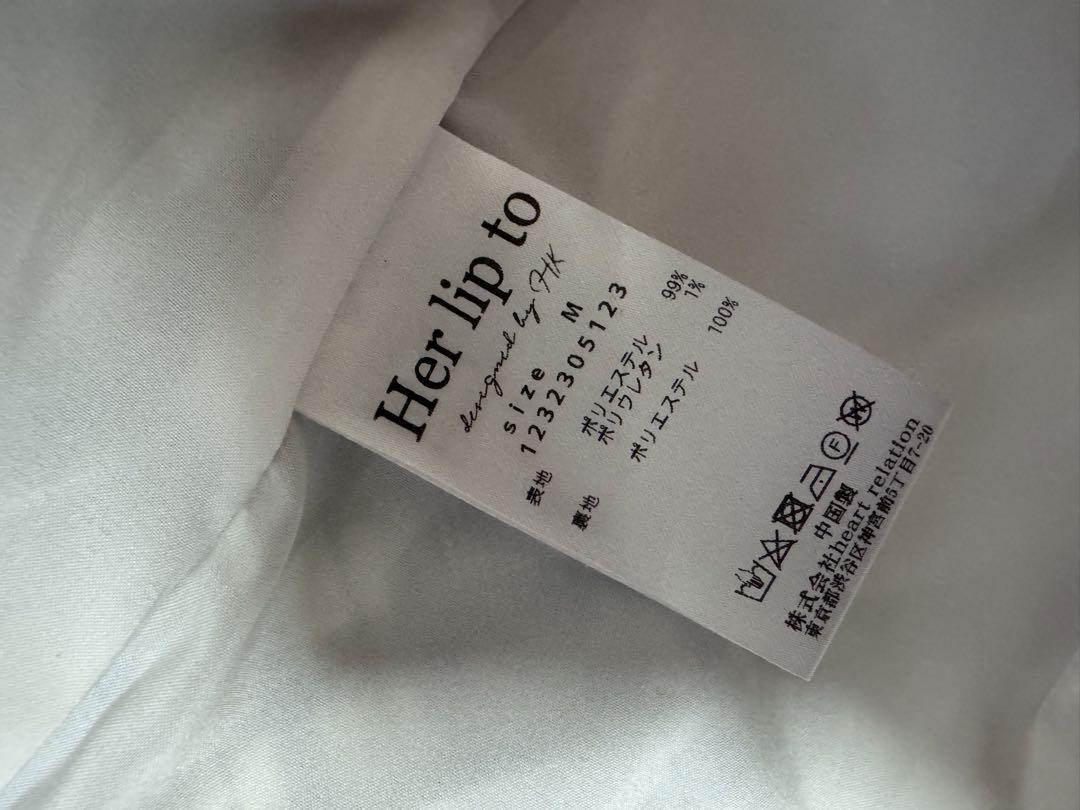 Her lip to
designed by HK
size M
1232305123
表地 ポリエステル 99%
ポリウレタン 1%
裏地 ポリエステル 100%
F
中国製
株式会社heart relation
東京都渋谷区神宮前5丁目7-20